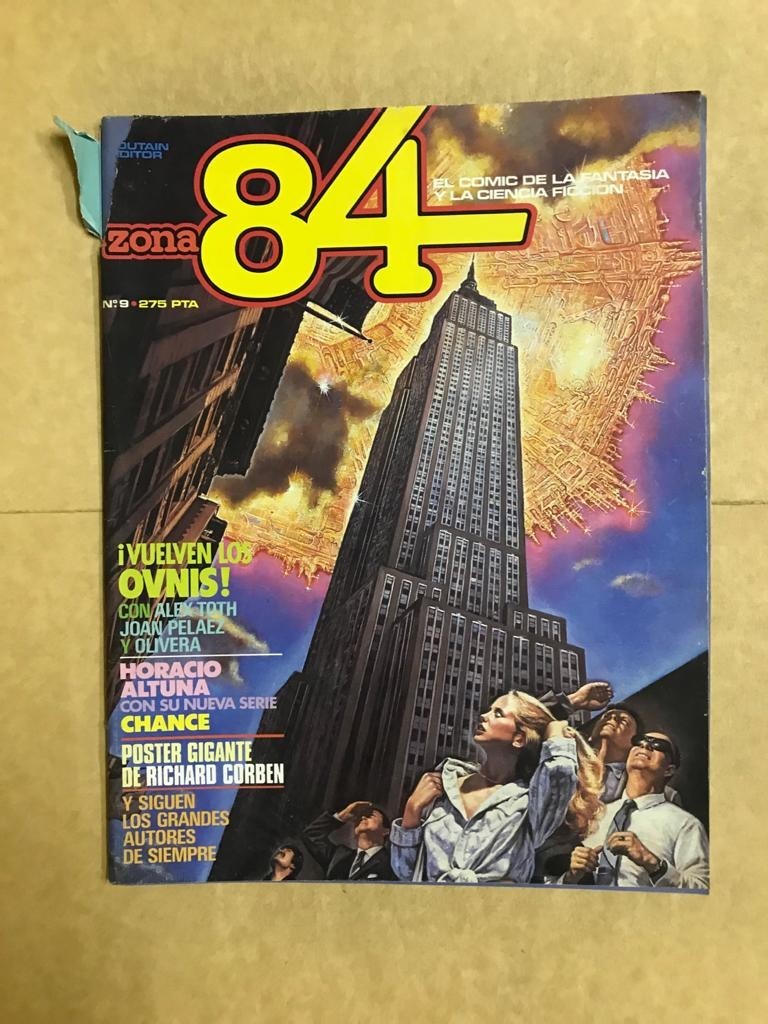 OUTAIN
DITOR
zona 84
EL COMIC DE LA FANTASIA
Y LA CIENCIA FICCION
Nº.9 • 275 PTA
¡VUELVEN LOS
OVNIS!
CON ALEX TOTH
JOAN PELAEZ
Y OLIVERA
HORACIO
ALTUNA
CON SU NUEVA SERIE
CHANCE
POSTER GIGANTE
DE RICHARD CORBEN
Y SIGUEN
LOS GRANDES
AUTORES
DE SIEMPRE